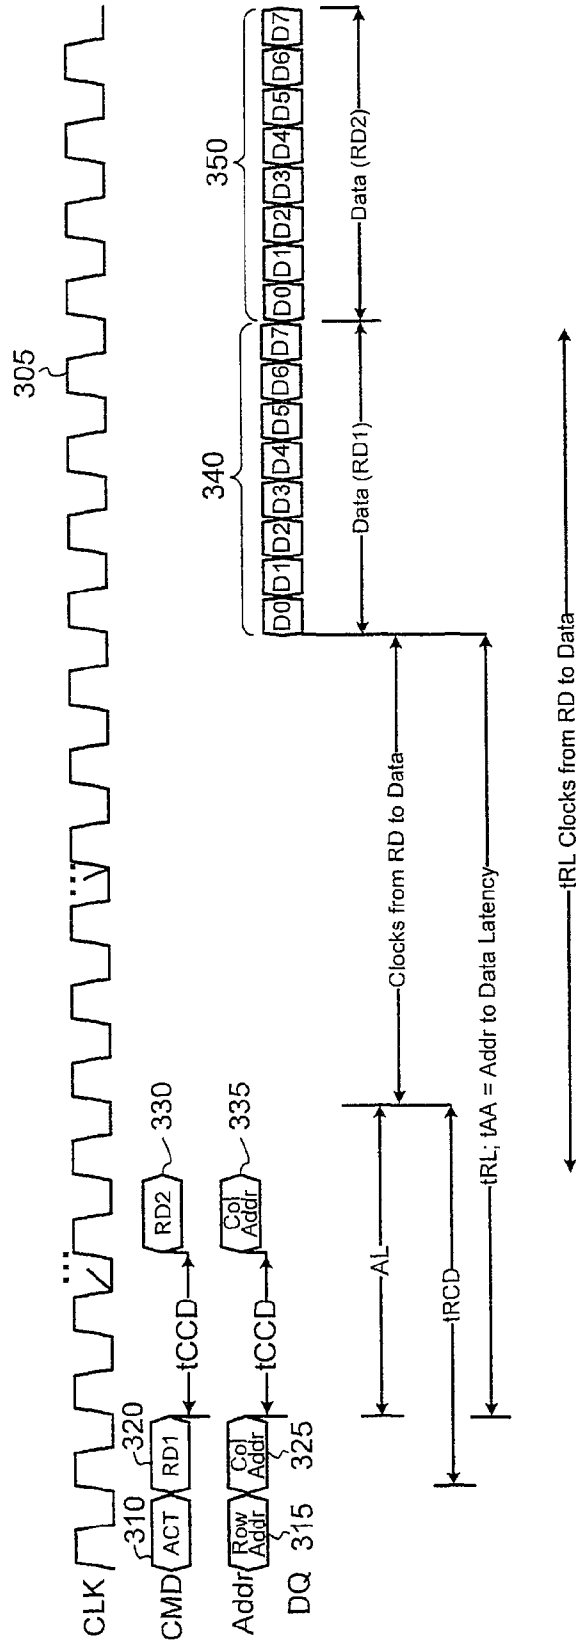 305
CLK
310
320
CMD
ACT
RD1
tCCD
RD2
330
Addr
Row Addr
Col Addr
tCCD
Col Addr
335
315
325
340
350
DQ
D0 D1 D2 D3 D4 D5 D6 D7 D0 D1 D2 D3 D4 D5 D6 D7
AL
Clocks from RD to Data
Data (RD1)
Data (RD2)
tRCD
tRL; tAA = Addr to Data Latency
tRL Clocks from RD to Data